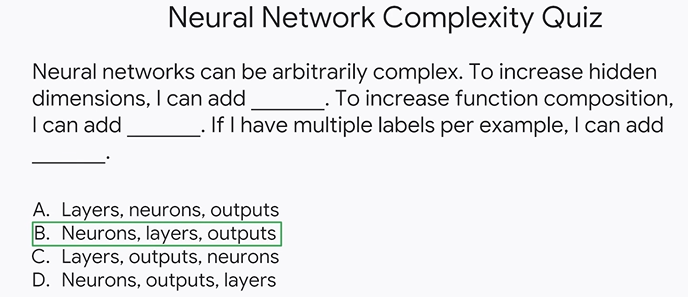 Neural Network Complexity Quiz
Neural networks can be arbitrarily complex. To increase hidden
dimensions, I can add _______. To increase function composition,
I can add _______. If I have multiple labels per example, I can add
_______.
A. Layers, neurons, outputs
B. Neurons, layers, outputs
C. Layers, outputs, neurons
D. Neurons, outputs, layers